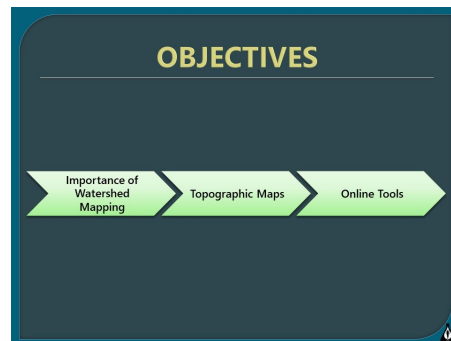 OBJECTIVES
Importance of
Watershed
Mapping
Topographic Maps
Online Tools